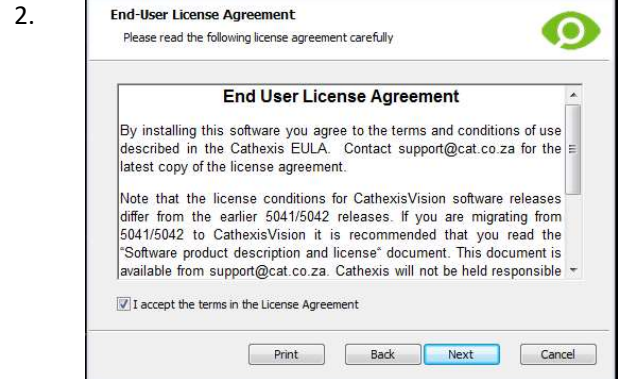 2.
End-User License Agreement
Please read the following license agreement carefully
End User License Agreement
By installing this software you agree to the terms and conditions of use
described in the Cathexis EULA. Contact support@cat.co.za for the
latest copy of the license agreement.
Note that the license conditions for CathexisVision software releases
differ from the earlier 5041/5042 releases. If you are migrating from
5041/5042 to CathexisVision it is recommended that you read the
“Software product description and license“ document. This document is
available from support@cat.co.za. Cathexis will not be held responsible
I accept the terms in the License Agreement
Print Back Next Cancel